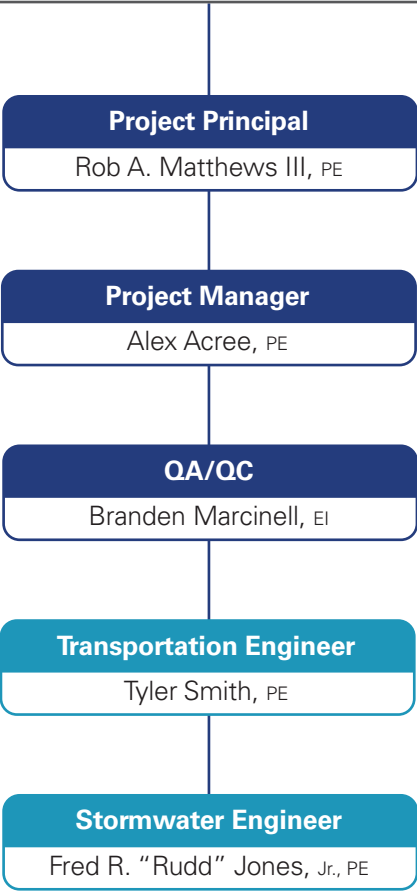 Project Principal
Rob A. Matthews III, PE
Project Manager
Alex Acree, PE
QA/QC
Branden Marcinell, EI
Transportation Engineer
Tyler Smith, PE
Stormwater Engineer
Fred R. “Rudd” Jones, Jr., PE